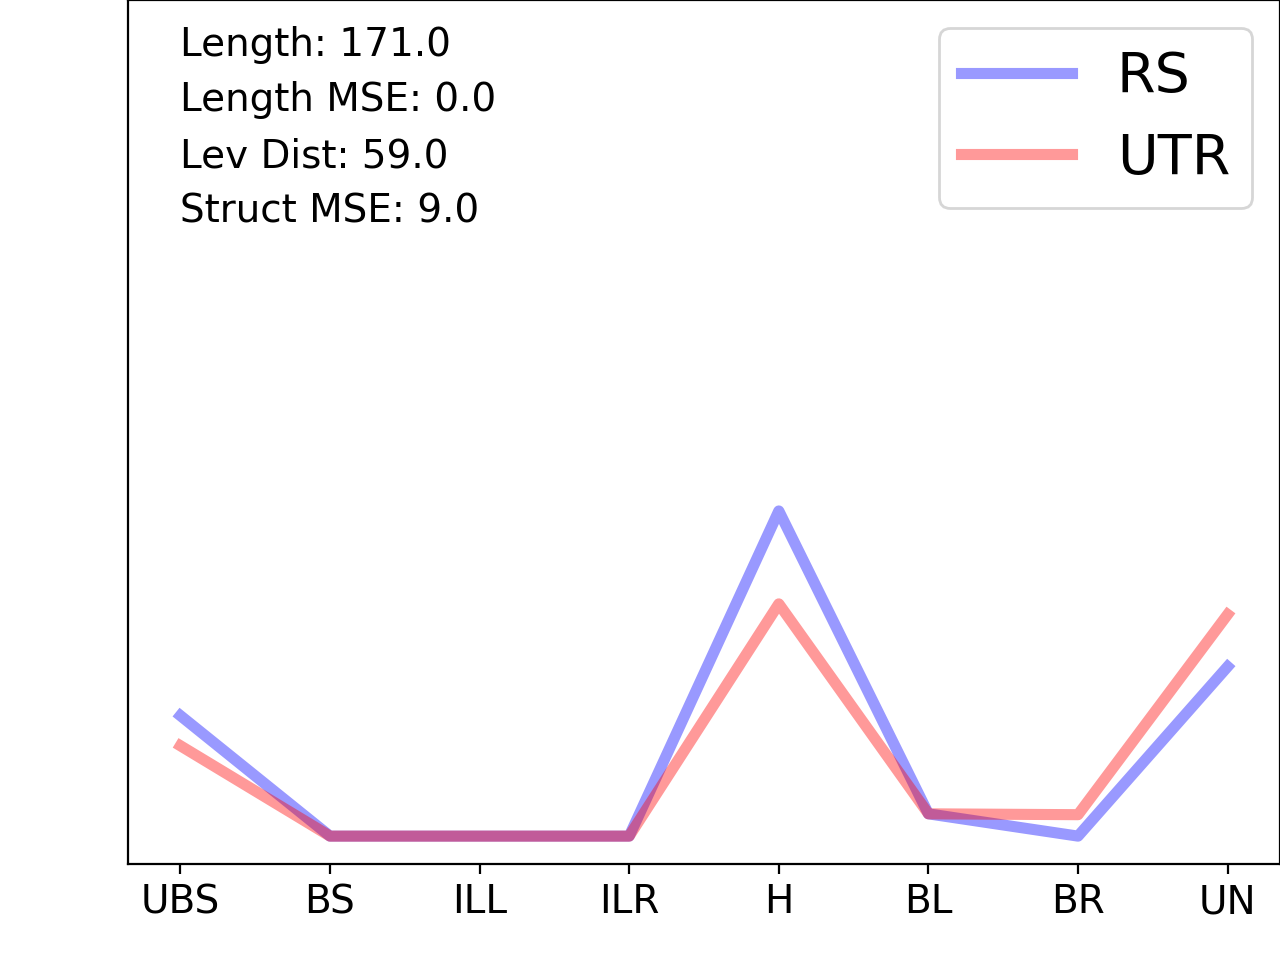 Length: 171.0
Length MSE: 0.0
Lev Dist: 59.0
Struct MSE: 9.0
RS
UTR
UBS BS ILL ILR H BL BR UN